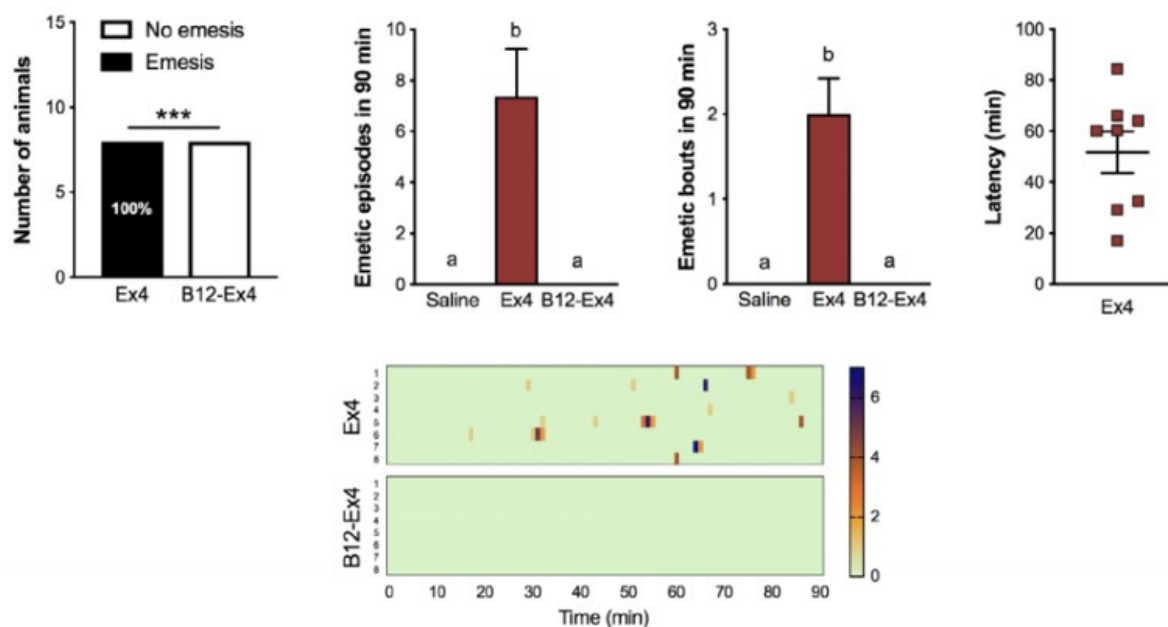 15
10
5
0
Number of animals
No emesis
Emesis
***
100%
Ex4 B12-Ex4
10
8
6
4
2
0
Emetic episodes in 90 min
a
b
a
Saline Ex4 B12-Ex4
3
2
1
0
Emetic bouts in 90 min
a
b
a
Saline Ex4 B12-Ex4
100
80
60
40
20
0
Latency (min)
Ex4
Ex4
1
2
3
4
5
6
7
8
B12-Ex4
1
2
3
4
5
6
7
8
0 10 20 30 40 50 60 70 80 90
Time (min)
6
4
2
0